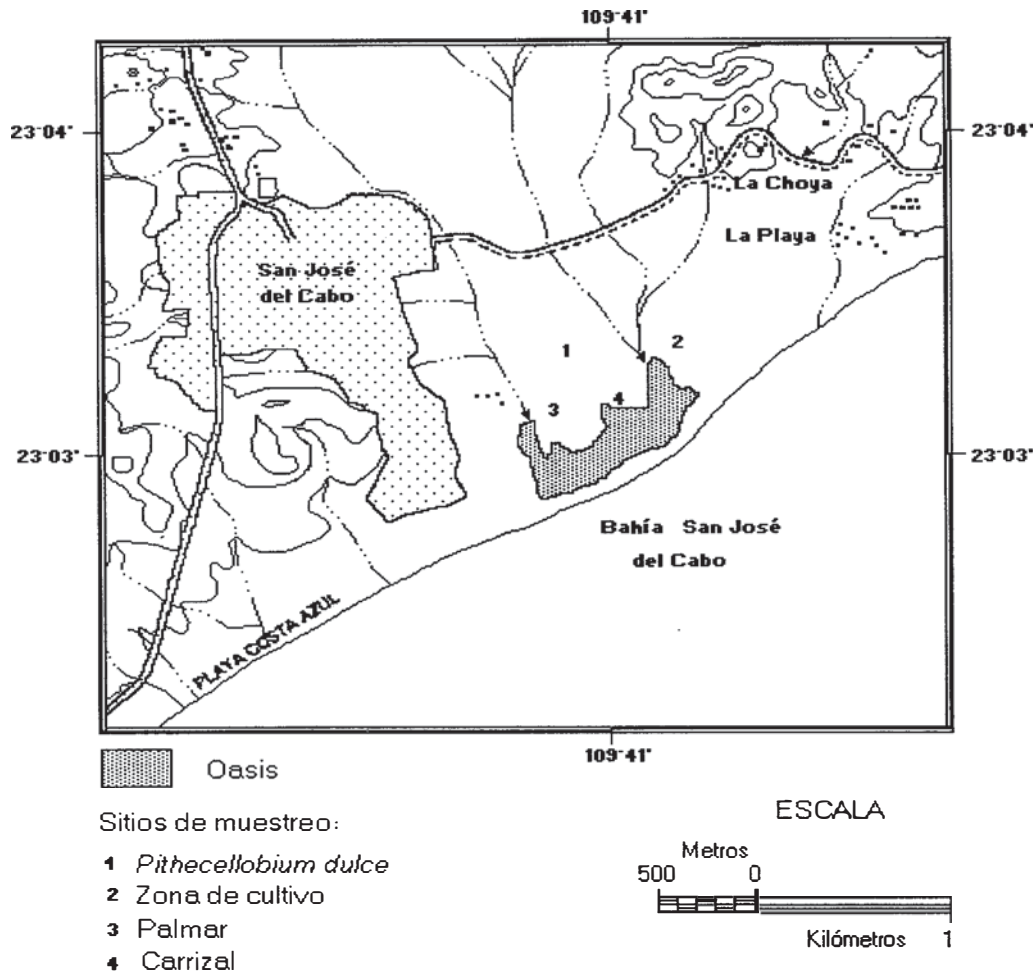 109°41'
23°04'
23°04'
La Choya
La Playa
San José
del Cabo
1
2
3
4
23°03'
23°03'
Bahía San José
del Cabo
PLAYA COSTA AZUL
109°41'
Oasis
Sitios de muestreo:
1 Pithecellobium dulce
2 Zona de cultivo
3 Palmar
4 Carrizal
ESCALA
Metros
500 0
Kilómetros 1